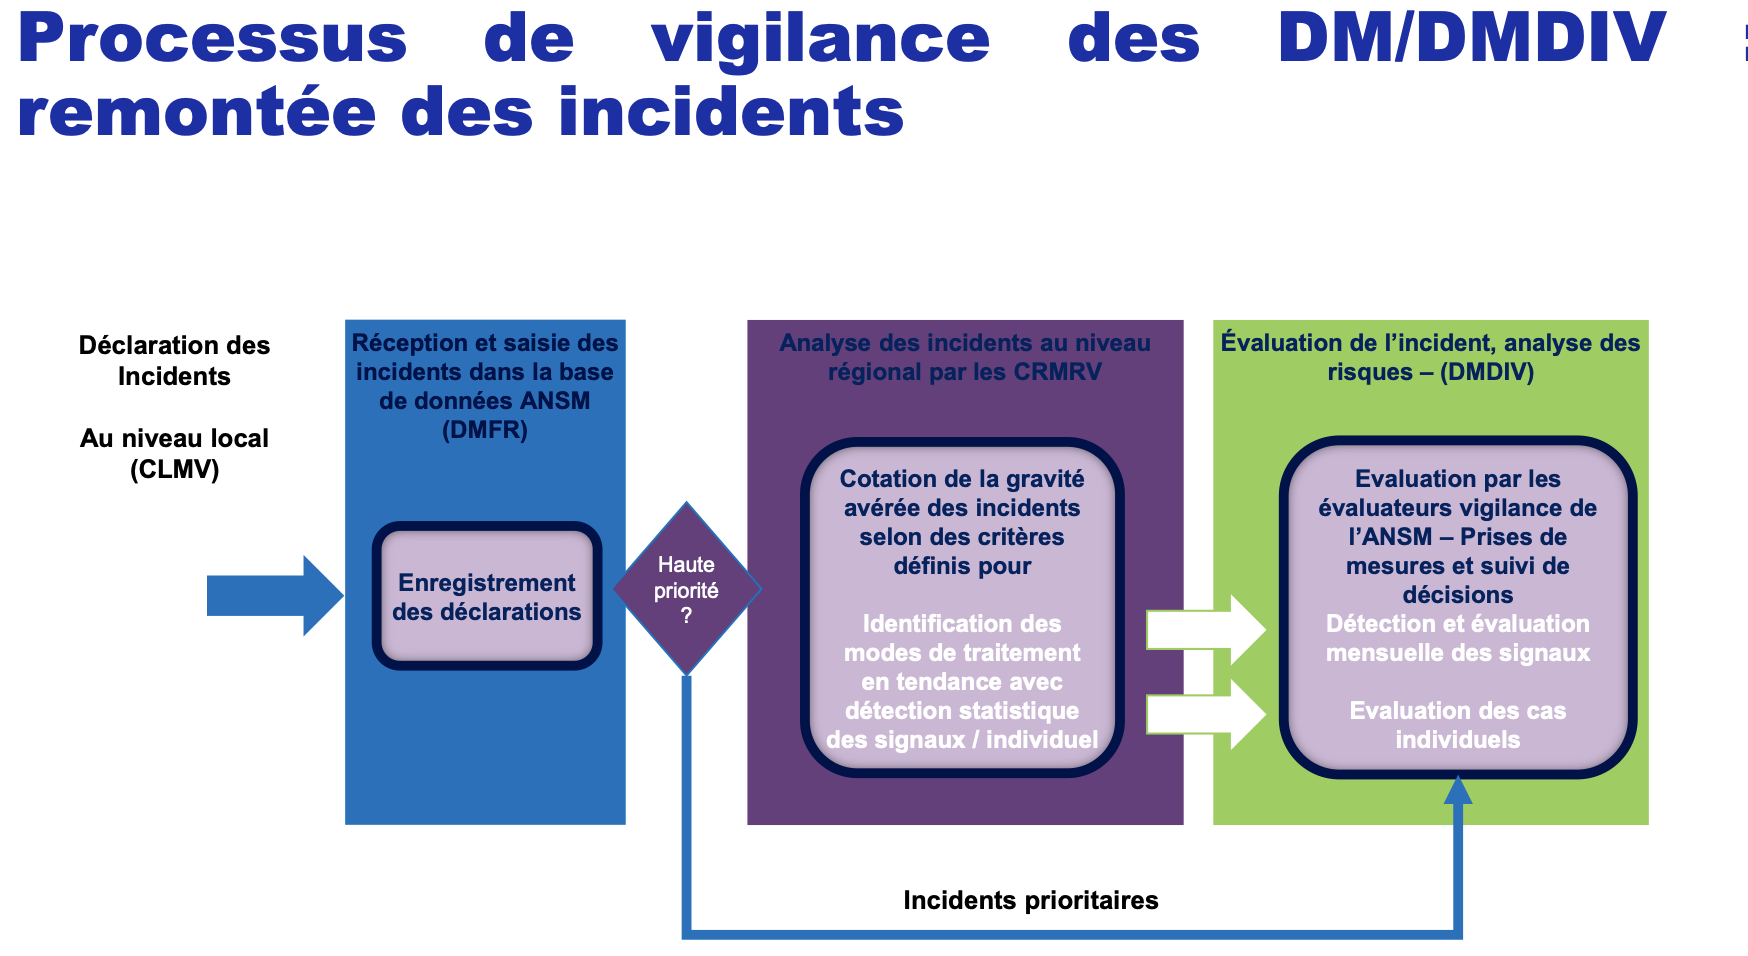 Processus de vigilance des DM/DMDIV :
remontée des incidents
Déclaration des
Incidents
Au niveau local
(CLMV)
Réception et saisie des
incidents dans la base
de données ANSM
(DMFR)
Enregistrement
des déclarations
Haute
priorité
?
Analyse des incidents au niveau
régional par les CRMRV
Cotation de la gravité
avérée des incidents
selon des critères
définis pour
Identification des
modes de traitement
en tendance avec
détection statistique
des signaux / individuel
Évaluation de l’incident, analyse des
risques – (DMDIV)
Evaluation par les
évaluateurs vigilance de
l’ANSM – Prises de
mesures et suivi de
décisions
Détection et évaluation
mensuelle des signaux
Evaluation des cas
individuels
Incidents prioritaires